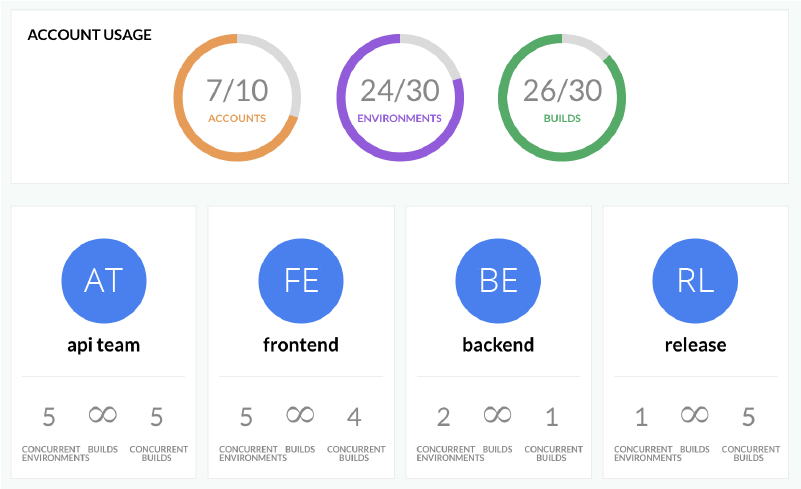 ACCOUNT USAGE
7/10
ACCOUNTS
24/30
ENVIRONMENTS
26/30
BUILDS
AT
api team
5 ∞ 5
CONCURRENT ENVIRONMENTS BUILDS CONCURRENT BUILDS
FE
frontend
5 ∞ 4
CONCURRENT ENVIRONMENTS BUILDS CONCURRENT BUILDS
BE
backend
2 ∞ 1
CONCURRENT ENVIRONMENTS BUILDS CONCURRENT BUILDS
RL
release
1 ∞ 5
CONCURRENT ENVIRONMENTS BUILDS CONCURRENT BUILDS